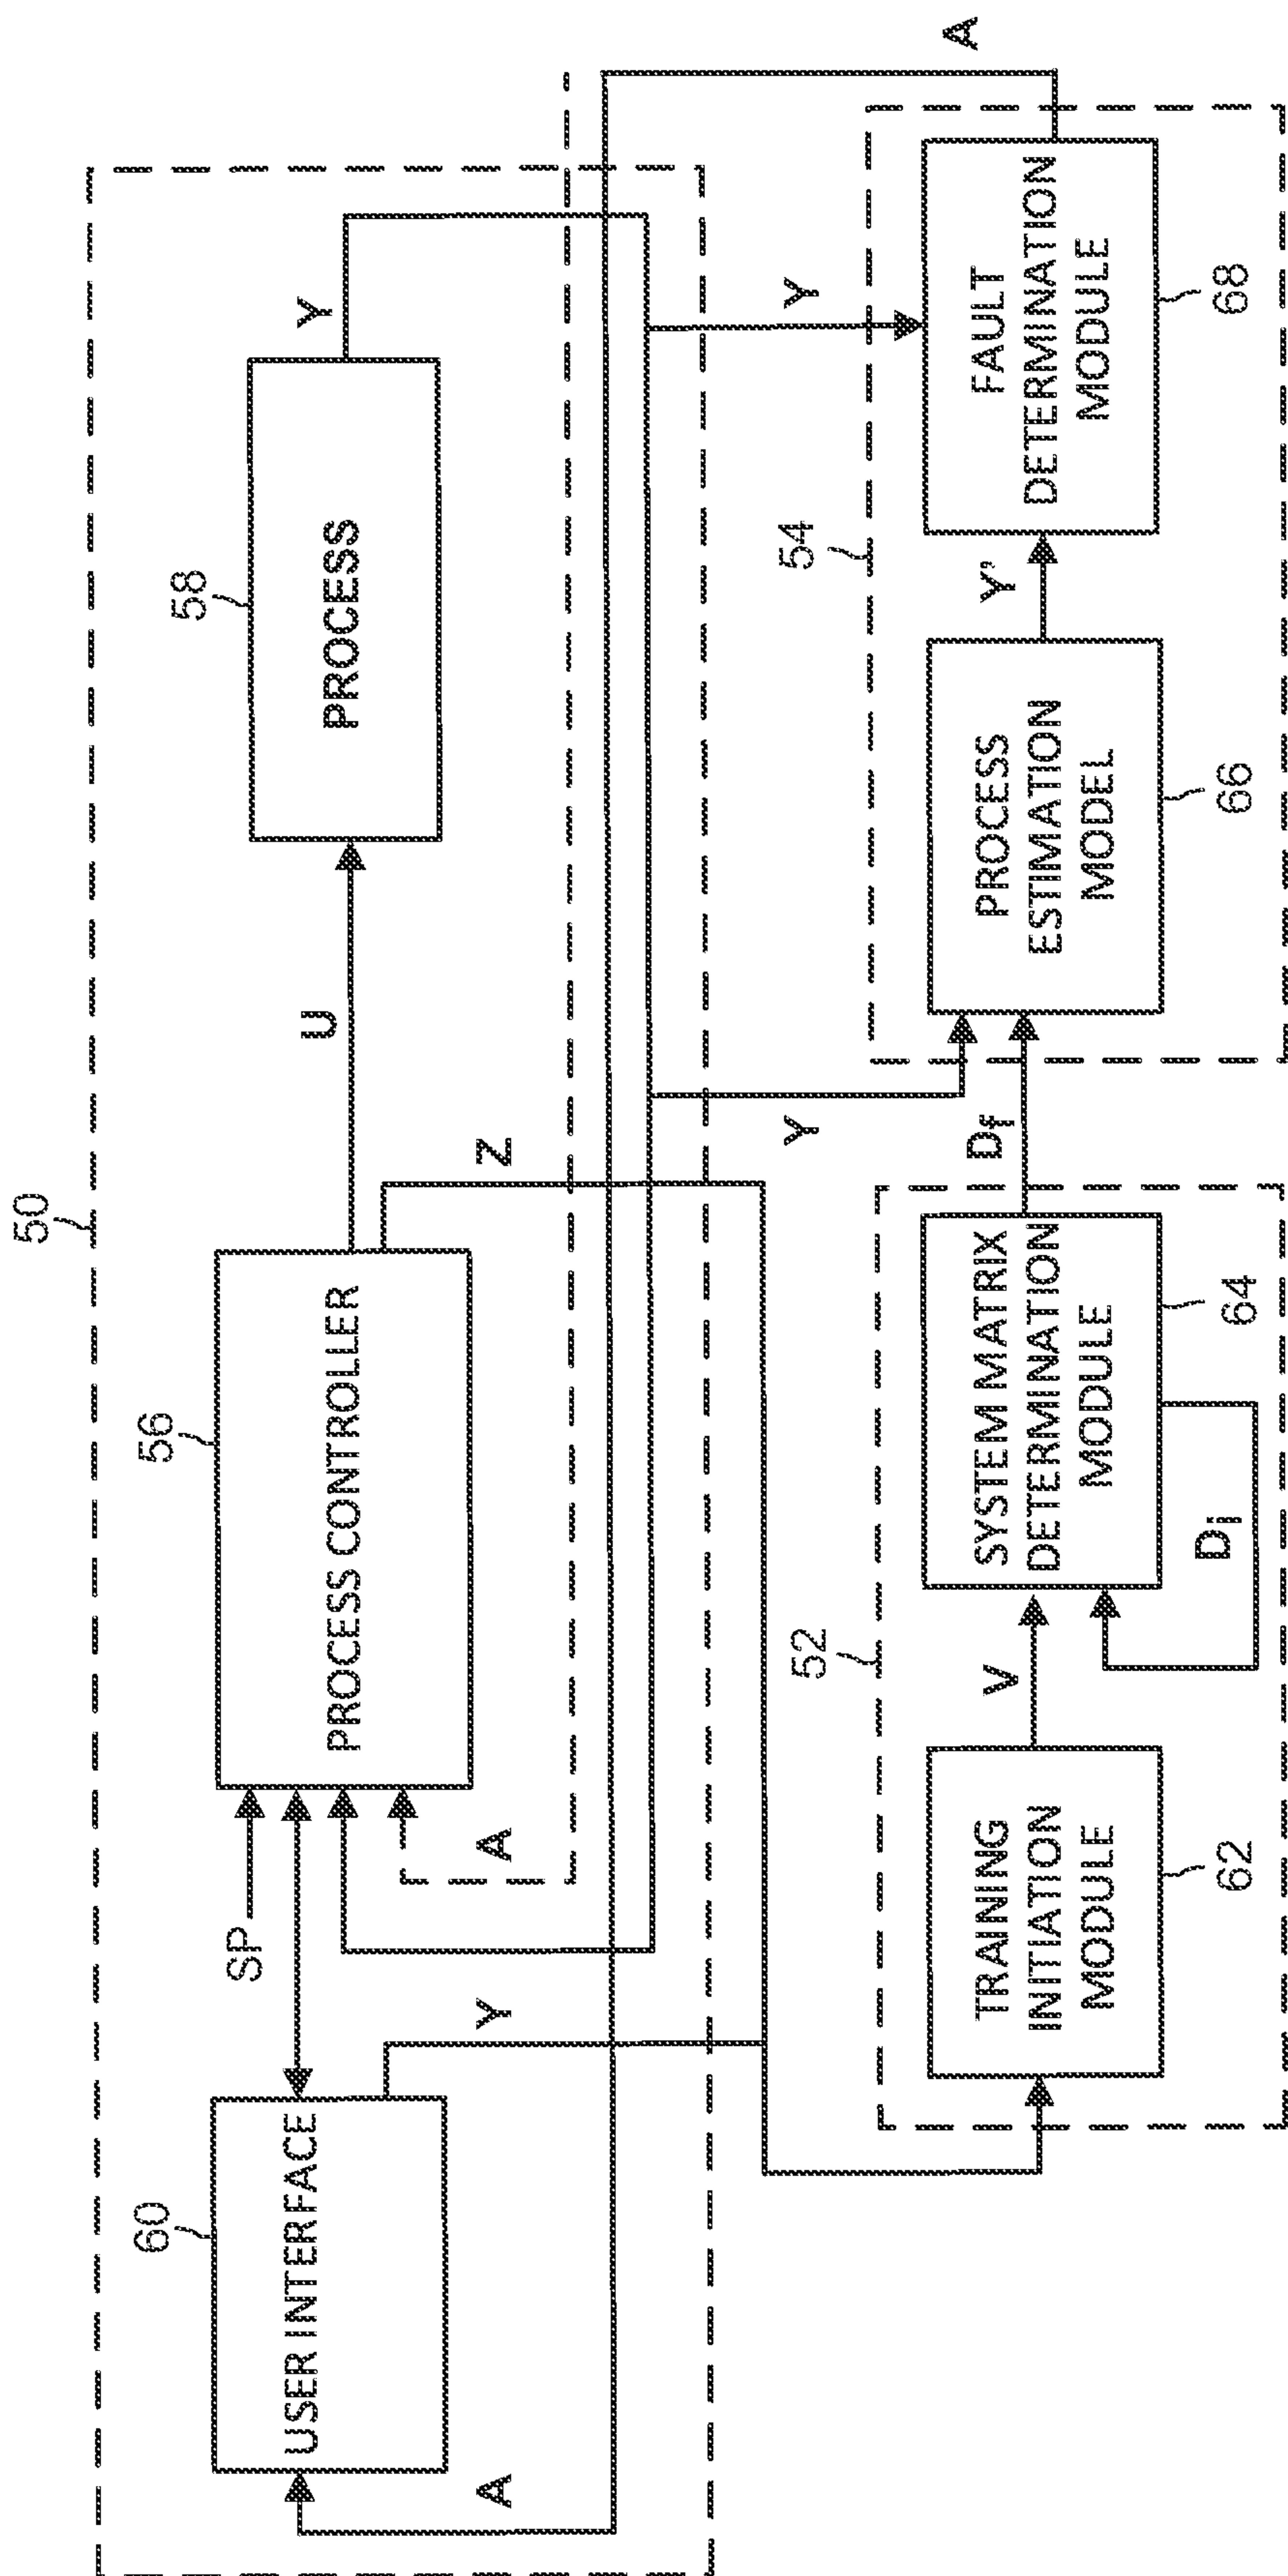 50
60
USER INTERFACE
SP
56
PROCESS CONTROLLER
U
58
PROCESS
Y
A
Y
A
Z
Y
Y
A
52
54
TRAINING
INITIATION
MODULE
62
V
SYSTEM MATRIX
DETERMINATION
MODULE
64
Di
Df
PROCESS
ESTIMATION
MODEL
66
Y'
FAULT
DETERMINATION
MODULE
68